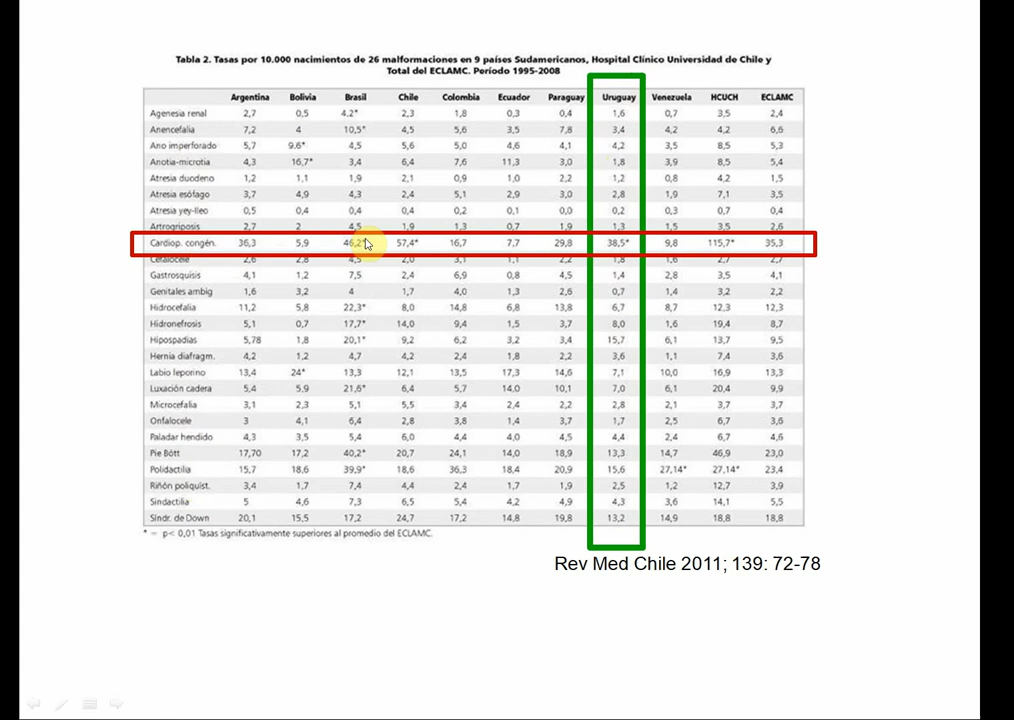 Tabla 2. Tasas por 10.000 nacimientos de 26 malformaciones en 9 países Sudamericanos, Hospital Clínico Universidad de Chile y
Total del ECLAMC. Período 1995-2008
Argentina Bolivia Brasil Chile Colombia Ecuador Paraguay Uruguay Venezuela HCUCH ECLAMC
Agenesia renal 2,7 0,5 4.2* 2,3 1,8 0,3 0,4 1,6 0,7 3,5 2,4
Anencefalia 7,2 4 10,5* 4,5 5,6 3,5 7,8 3,4 4,2 4,2 6,6
Ano imperforado 5,7 9.6* 4,5 5,6 5,0 4,6 4,1 4,2 3,5 8,5 5,3
Anotia-microtia 4,3 16,7* 3,4 6,4 7,6 11,3 3,0 1,8 3,9 8,5 5,4
Atresia duodeno 1,2 1,1 1,9 2,1 0,9 1,0 2,2 1,2 0,8 4,2 1,5
Atresia esófago 3,7 4,9 4,3 2,4 5,1 2,9 3,0 2,8 1,9 7,1 3,5
Atresia yey-íleo 0,5 0,4 0,4 0,4 0,2 0,1 0,0 0,2 0,3 0,7 0,4
Artrogriposis 2,7 2 4,5 1,9 1,3 0,7 1,9 1,3 1,5 3,5 2,6
Cardiop. congén. 36,3 5,9 46,2* 57,4* 16,7 7,7 29,8 38,5* 9,8 115,7* 35,3
Cefalocele 2,6 2,8 4,5 2,0 3,1 1,1 2,2 1,8 1,6 2,7 2,7
Gastrosquisis 4,1 1,2 7,5 2,4 6,9 0,8 4,5 1,4 2,8 3,5 4,1
Genitales ambig 1,6 3,2 4 1,7 4,0 1,3 2,6 0,7 1,4 3,2 2,2
Hidrocefalia 11,2 5,8 22,3* 8,0 14,8 6,8 13,8 6,7 8,7 12,3 12,3
Hidronefrosis 5,1 0,7 17,7* 14,0 9,4 1,5 3,7 8,0 1,6 19,4 8,7
Hipospadias 5,78 1,8 20,1* 9,2 6,2 3,2 3,4 15,7 6,1 13,7 9,5
Hernia diafragm. 4,2 1,2 4,7 4,2 2,4 1,8 2,2 3,6 1,1 7,4 3,6
Labio leporino 13,4 24* 13,3 12,1 13,5 17,3 14,6 7,1 10,0 16,9 13,3
Luxación cadera 5,4 5,9 21,6* 6,4 5,7 14,0 10,1 7,0 6,1 20,4 9,9
Microcefalia 3,1 2,3 5,1 5,5 3,4 2,4 2,2 2,8 2,1 3,7 3,7
Onfalocele 3 4,1 6,4 2,8 3,8 1,4 3,7 1,7 2,5 6,7 3,6
Paladar hendido 4,3 3,5 5,4 6,0 4,4 4,0 4,5 4,4 2,4 6,7 4,6
Pie Bött 17,70 17,2 40,2* 20,7 24,1 14,0 18,9 13,3 14,7 46,9 23,0
Polidactilia 15,7 18,6 39,9* 18,6 36,3 18,4 20,9 15,6 27,14* 27,14* 23,4
Riñón poliquíst. 3,4 1,7 7,4 4,4 2,4 1,7 1,9 2,5 1,2 12,7 3,9
Sindactilia 5 4,6 7,3 6,5 5,4 4,2 4,9 4,3 3,6 14,1 5,5
Síndr. de Down 20,1 15,5 17,2 24,7 17,2 14,8 19,8 13,2 14,9 18,8 18,8
* = p< 0,01 Tasas significativamente superiores al promedio del ECLAMC.
Rev Med Chile 2011; 139: 72-78